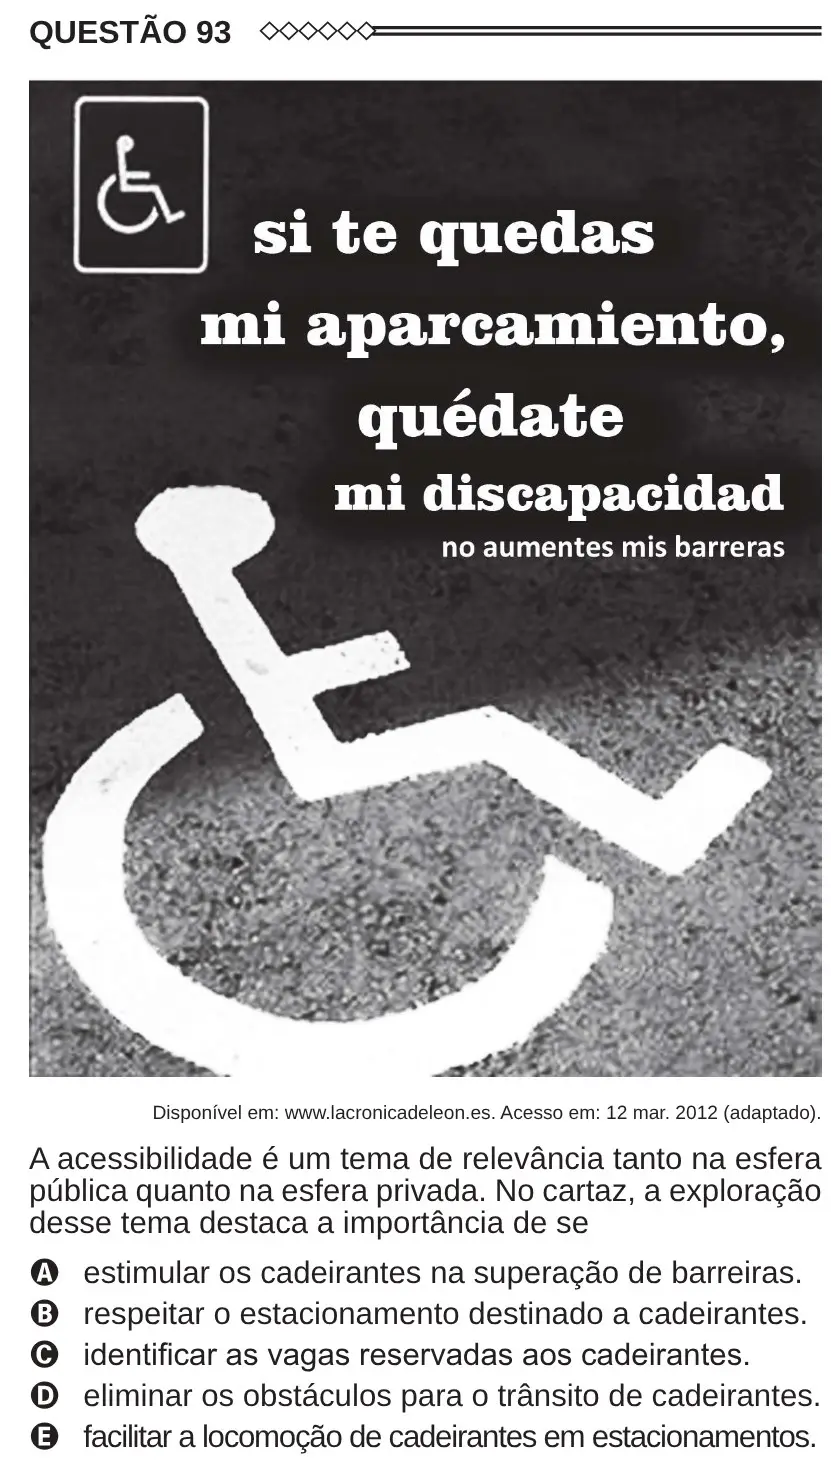 QUESTÃO 93
si te quedas
mi aparcamiento,
quédate
mi discapacidad
no aumentes mis barreras
Disponível em: www.lacronicadeleon.es. Acesso em: 12 mar. 2012 (adaptado).
A acessibilidade é um tema de relevância tanto na esfera
pública quanto na esfera privada. No cartaz, a exploração
desse tema destaca a importância de se
A estimular os cadeirantes na superação de barreiras.
B respeitar o estacionamento destinado a cadeirantes.
C identificar as vagas reservadas aos cadeirantes.
D eliminar os obstáculos para o trânsito de cadeirantes.
E facilitar a locomoção de cadeirantes em estacionamentos.